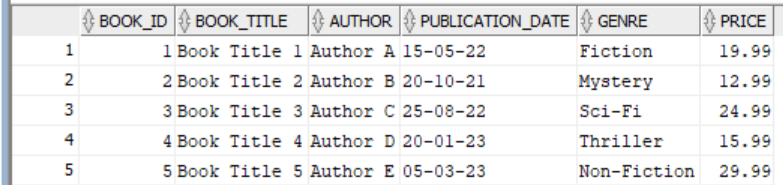 BOOK_ID BOOK_TITLE AUTHOR PUBLICATION_DATE GENRE PRICE
1 1 Book Title 1 Author A 15-05-22 Fiction 19.99
2 2 Book Title 2 Author B 20-10-21 Mystery 12.99
3 3 Book Title 3 Author C 25-08-22 Sci-Fi 24.99
4 4 Book Title 4 Author D 20-01-23 Thriller 15.99
5 5 Book Title 5 Author E 05-03-23 Non-Fiction 29.99